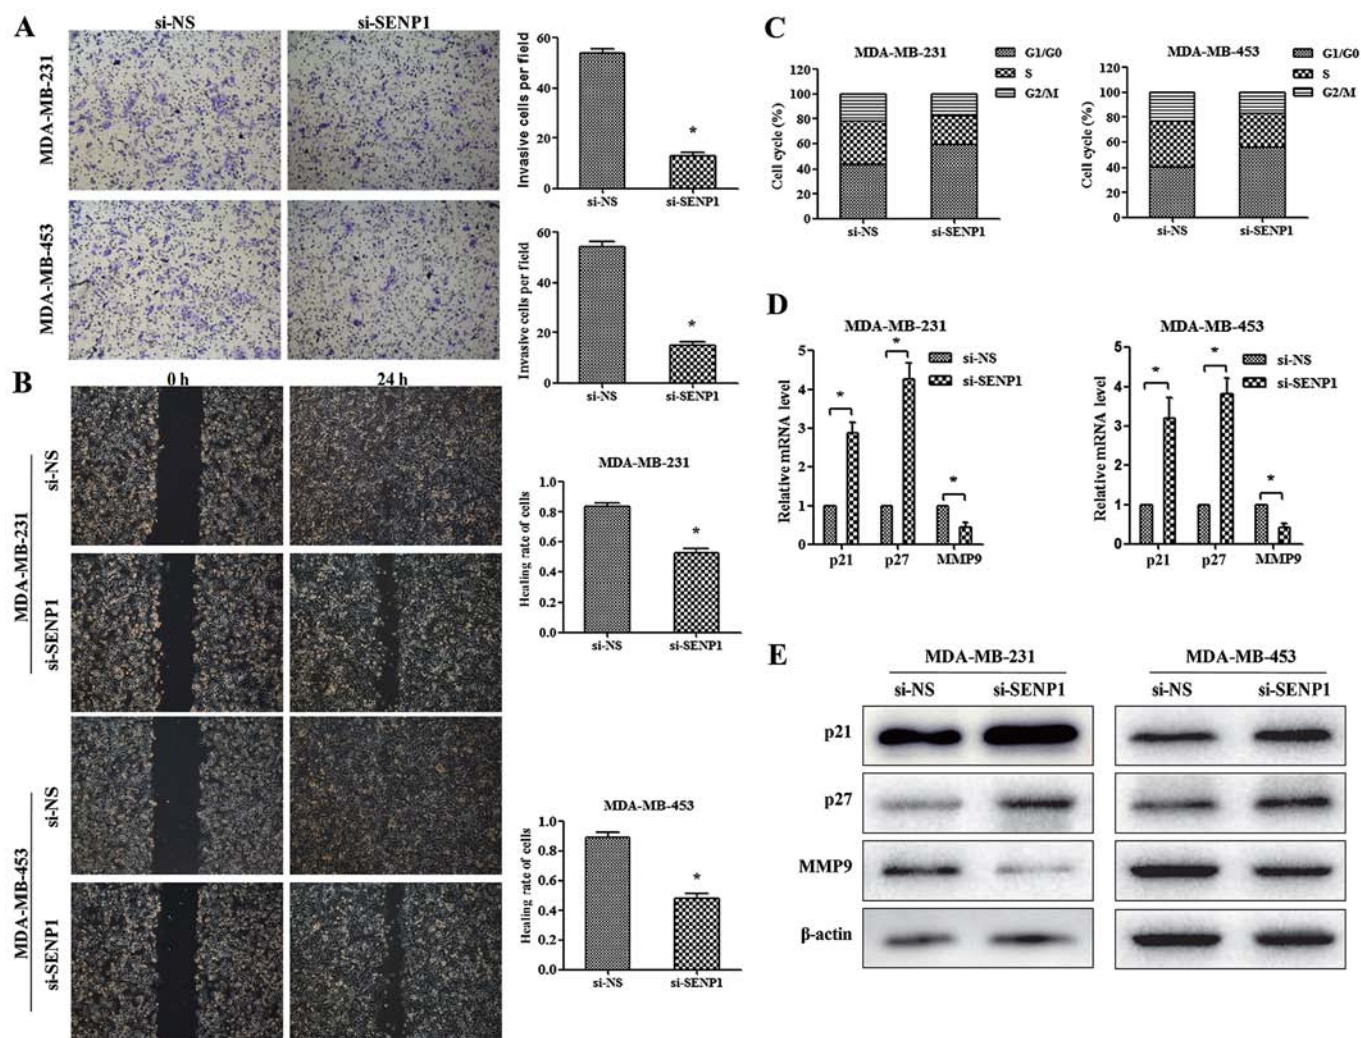 A
si-NS
si-SENP1
MDA-MB-231
MDA-MB-453
Invasive cells per field
60
40
20
0
*
si-NS
si-SENP1
Invasive cells per field
60
40
20
0
*
si-NS
si-SENP1
B
0 h
24 h
MDA-MB-231
si-NS
si-SENP1
MDA-MB-453
si-NS
si-SENP1
MDA-MB-231
Healing rate of cells
1.0
0.8
0.6
0.4
0.2
0.0
*
si-NS
si-SENP1
MDA-MB-453
Healing rate of cells
1.0
0.8
0.6
0.4
0.2
0.0
*
si-NS
si-SENP1
C
MDA-MB-231
G1/G0
S
G2/M
Cell cycle (%)
120
100
80
60
40
20
0
si-NS
si-SENP1
MDA-MB-453
G1/G0
S
G2/M
Cell cycle (%)
120
100
80
60
40
20
0
si-NS
si-SENP1
D
MDA-MB-231
si-NS
si-SENP1
Relative mRNA level
5
4
3
2
1
0
*
*
*
p21
p27
MMP9
MDA-MB-453
si-NS
si-SENP1
Relative mRNA level
5
4
3
2
1
0
*
*
*
p21
p27
MMP9
E
MDA-MB-231
MDA-MB-453
si-NS
si-SENP1
si-NS
si-SENP1
p21
p27
MMP9
β-actin